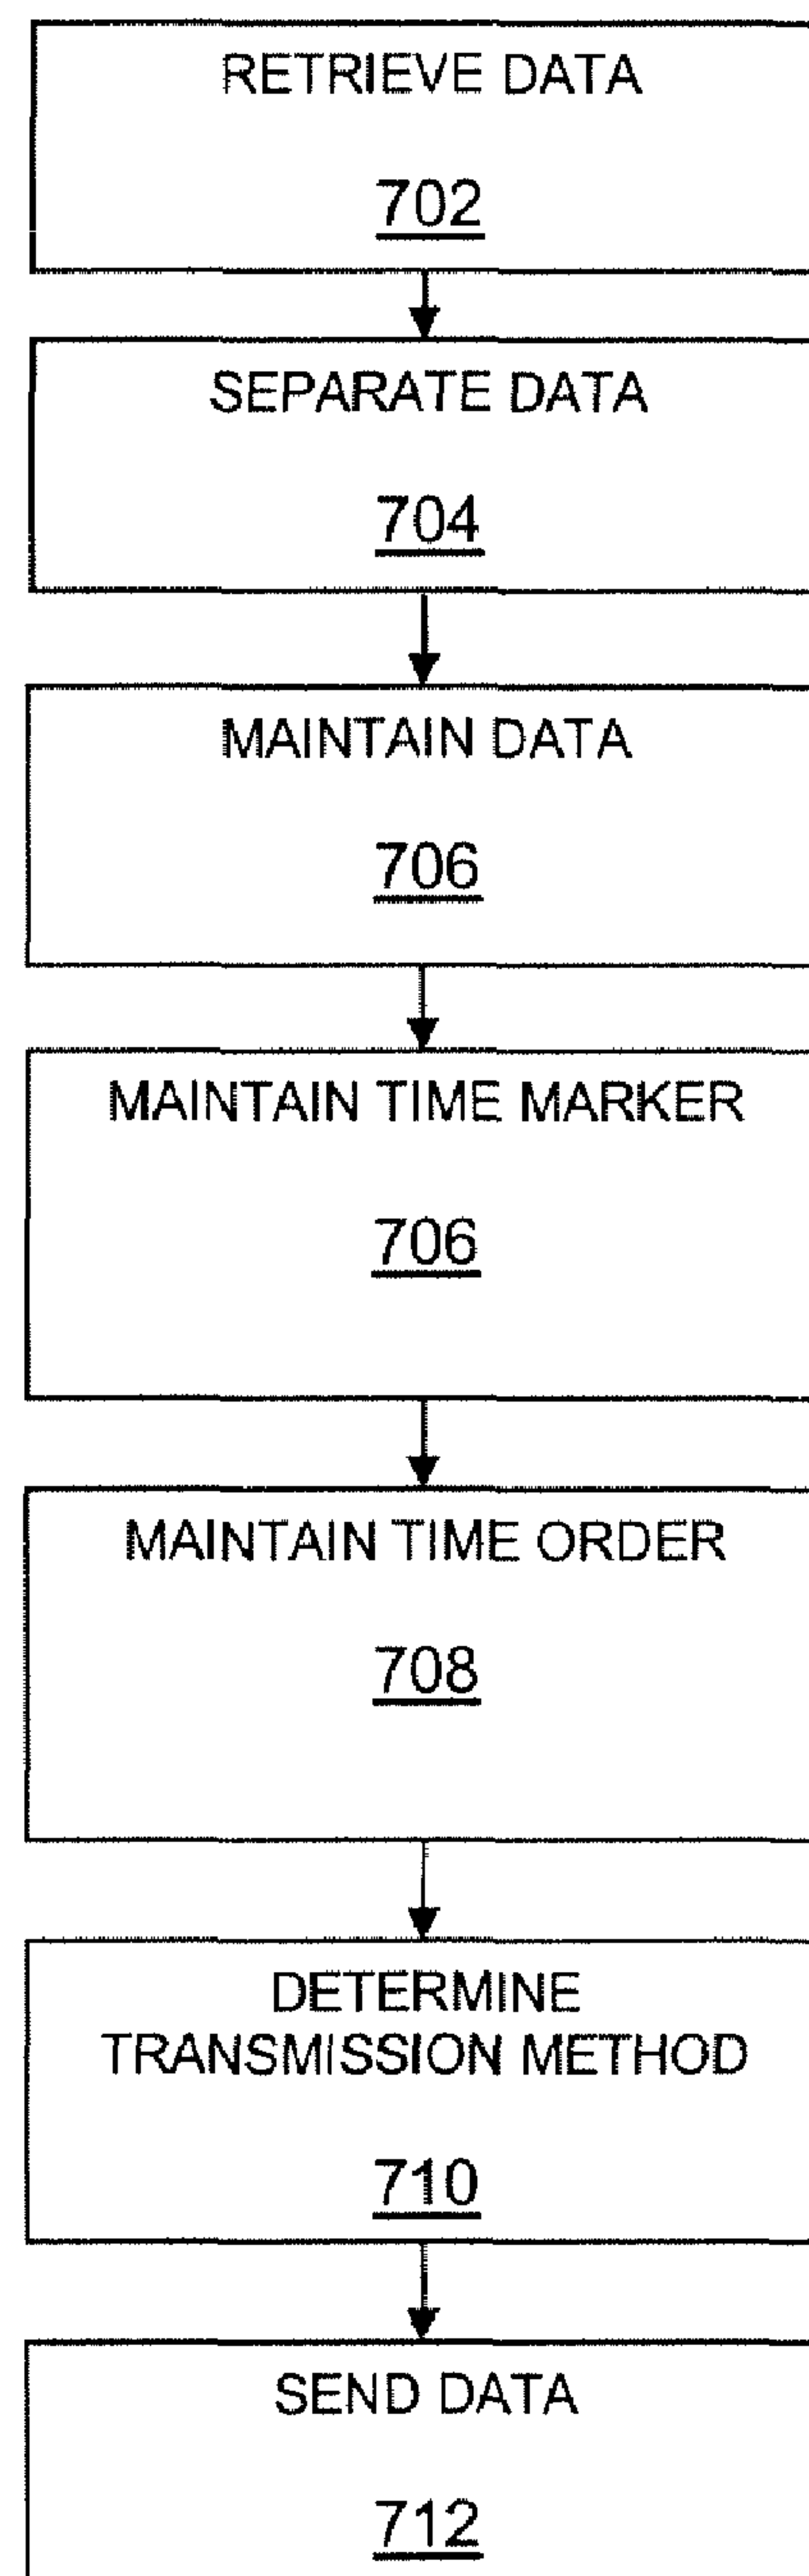 RETRIEVE DATA
702
SEPARATE DATA
704
MAINTAIN DATA
706
MAINTAIN TIME MARKER
706
MAINTAIN TIME ORDER
708
DETERMINE
TRANSMISSION METHOD
710
SEND DATA
712